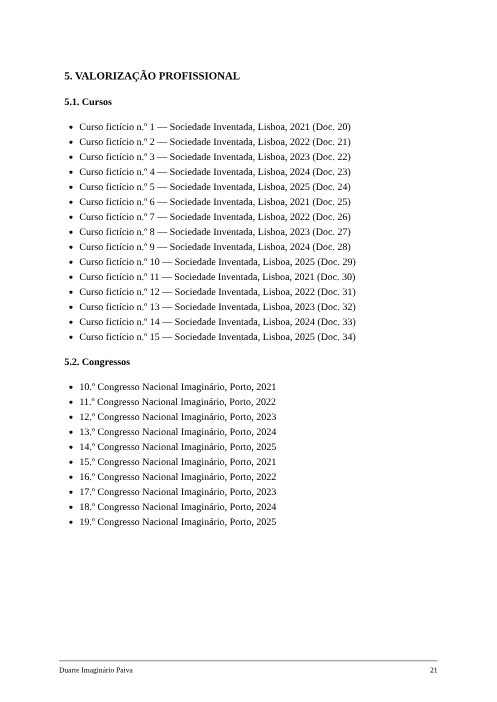 5. VALORIZAÇÃO PROFISSIONAL
5.1. Cursos
• Curso fictício n.º 1 — Sociedade Inventada, Lisboa, 2021 (Doc. 20)
• Curso fictício n.º 2 — Sociedade Inventada, Lisboa, 2022 (Doc. 21)
• Curso fictício n.º 3 — Sociedade Inventada, Lisboa, 2023 (Doc. 22)
• Curso fictício n.º 4 — Sociedade Inventada, Lisboa, 2024 (Doc. 23)
• Curso fictício n.º 5 — Sociedade Inventada, Lisboa, 2025 (Doc. 24)
• Curso fictício n.º 6 — Sociedade Inventada, Lisboa, 2021 (Doc. 25)
• Curso fictício n.º 7 — Sociedade Inventada, Lisboa, 2022 (Doc. 26)
• Curso fictício n.º 8 — Sociedade Inventada, Lisboa, 2023 (Doc. 27)
• Curso fictício n.º 9 — Sociedade Inventada, Lisboa, 2024 (Doc. 28)
• Curso fictício n.º 10 — Sociedade Inventada, Lisboa, 2025 (Doc. 29)
• Curso fictício n.º 11 — Sociedade Inventada, Lisboa, 2021 (Doc. 30)
• Curso fictício n.º 12 — Sociedade Inventada, Lisboa, 2022 (Doc. 31)
• Curso fictício n.º 13 — Sociedade Inventada, Lisboa, 2023 (Doc. 32)
• Curso fictício n.º 14 — Sociedade Inventada, Lisboa, 2024 (Doc. 33)
• Curso fictício n.º 15 — Sociedade Inventada, Lisboa, 2025 (Doc. 34)
5.2. Congressos
• 10.º Congresso Nacional Imaginário, Porto, 2021
• 11.º Congresso Nacional Imaginário, Porto, 2022
• 12.º Congresso Nacional Imaginário, Porto, 2023
• 13.º Congresso Nacional Imaginário, Porto, 2024
• 14.º Congresso Nacional Imaginário, Porto, 2025
• 15.º Congresso Nacional Imaginário, Porto, 2021
• 16.º Congresso Nacional Imaginário, Porto, 2022
• 17.º Congresso Nacional Imaginário, Porto, 2023
• 18.º Congresso Nacional Imaginário, Porto, 2024
• 19.º Congresso Nacional Imaginário, Porto, 2025
Duarte Imaginário Paiva 21